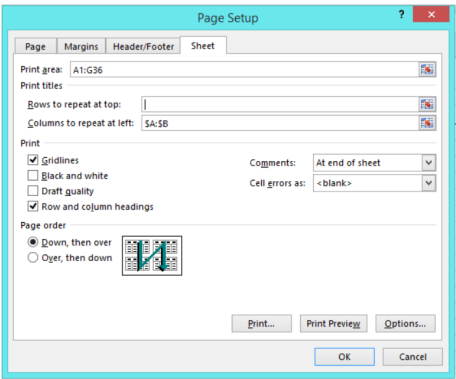 Page Setup
? ×
Page Margins Header/Footer Sheet
Print area: A1:G36
Print titles
Rows to repeat at top:
Columns to repeat at left: $A:$B
Print
Gridlines
Black and white
Draft quality
Row and column headings
Comments: At end of sheet
Cell errors as: <blank>
Page order
Down, then over
Over, then down
Print... Print Preview Options...
OK Cancel